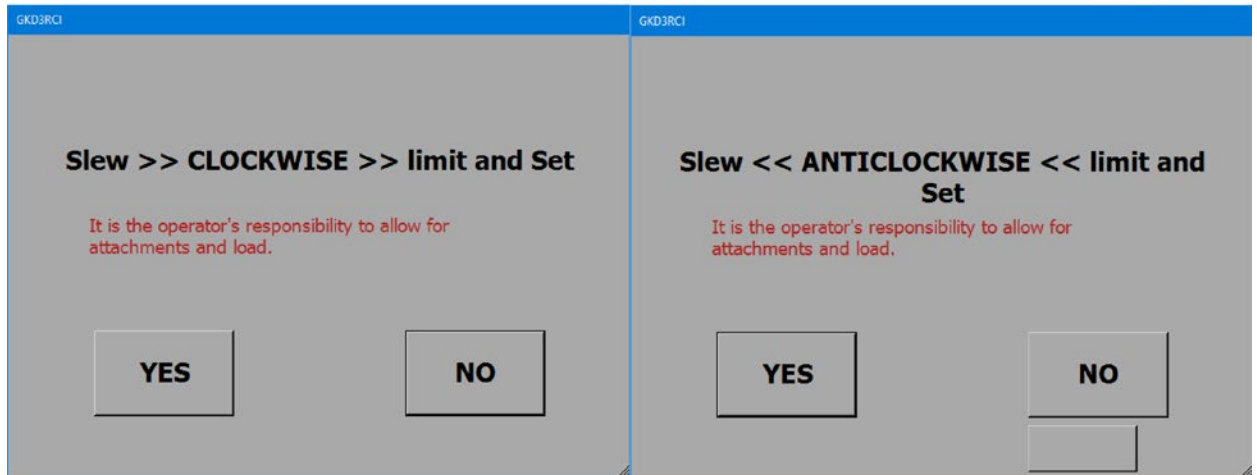 GKD3RCI
Slew >> CLOCKWISE >> limit and Set
It is the operator's responsibility to allow for
attachments and load.
YES
NO
GKD3RCI
Slew << ANTICLOCKWISE << limit and
Set
It is the operator's responsibility to allow for
attachments and load.
YES
NO